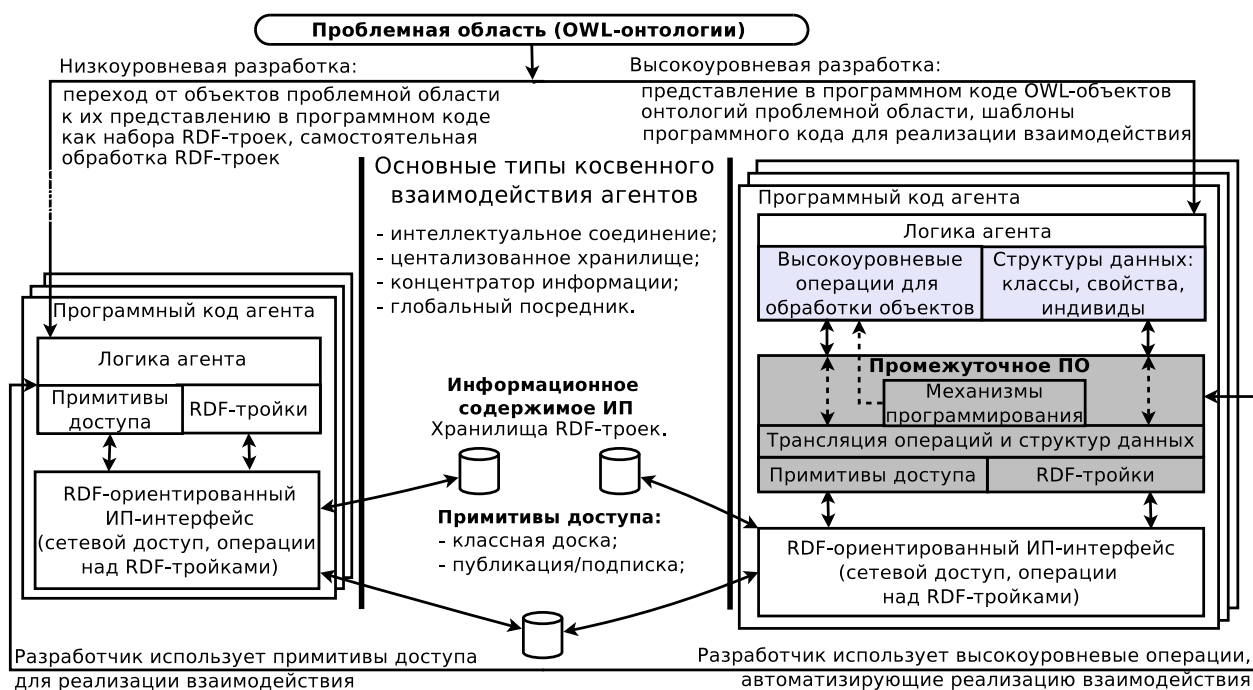 Проблемная область (OWL-онтологии)
Низкоуровневая разработка:
переход от объектов проблемной области
к их представлению в программном коде
как набора RDF-троек, самостоятельная
обработка RDF-троек
Высокоуровневая разработка:
представление в программном коде OWL-объектов
онтологий проблемной области, шаблоны
программного кода для реализации взаимодействия
Основные типы косвенного
взаимодействия агентов
- интеллектуальное соединение;
- централизованное хранилище;
- концентратор информации;
- глобальный посредник.
Программный код агента
Логика агента
Примитивы
доступа
RDF-тройки
RDF-ориентированный
ИП-интерфейс
(сетевой доступ, операции
над RDF-тройками)
Информационное
содержимое ИП
Хранилища RDF-троек.
Примитивы доступа:
- классная доска;
- публикация/подписка;
Программный код агента
Логика агента
Высокоуровневые
операции для
обработки объектов
Структуры данных:
классы, свойства,
индивиды
Промежуточное ПО
Механизмы
программирования
Трансляция операций и структур данных
Примитивы доступа
RDF-тройки
RDF-ориентированный ИП-интерфейс
(сетевой доступ, операции
над RDF-тройками)
Разработчик использует примитивы доступа
для реализации взаимодействия
Разработчик использует высокоуровневые операции,
автоматизирующие реализацию взаимодействия